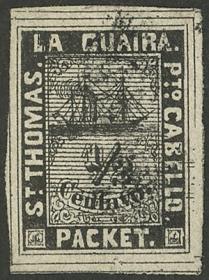 LA GUAIRA.
ST THOMAS.
PTO CABELLO
1/2
Centavo.
PACKET.